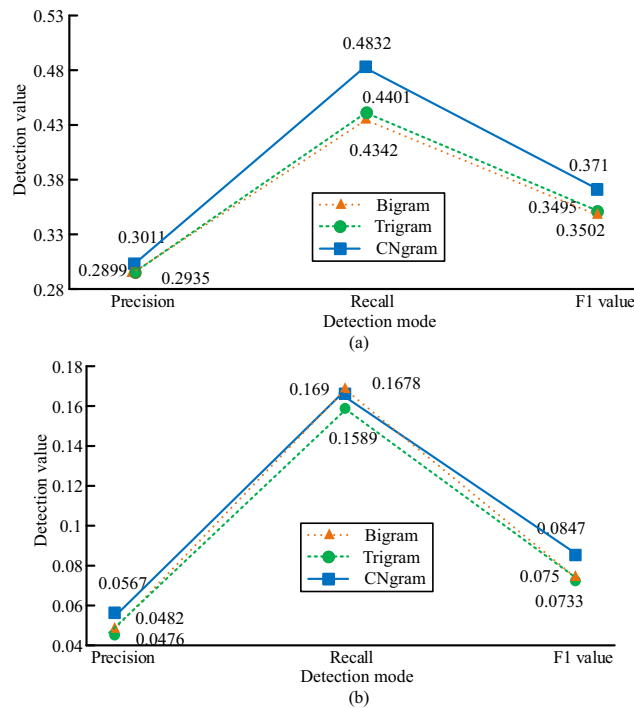 0.53
0.4832
0.48
0.4401
0.43
0.4342
0.38
0.371
0.3495
0.3502
0.33
0.3011
0.2899
0.2935
0.28
Detection value
Bigram
Trigram
CNgram
Precision Recall F1 value
Detection mode
(a)
0.18
0.169 0.1678
0.16
0.1589
0.14
0.12
0.1
0.0847
0.08
0.075
0.0733
0.0567
0.06
0.0482
0.0476
0.04
Detection value
Bigram
Trigram
CNgram
Precision Recall F1 value
Detection mode
(b)